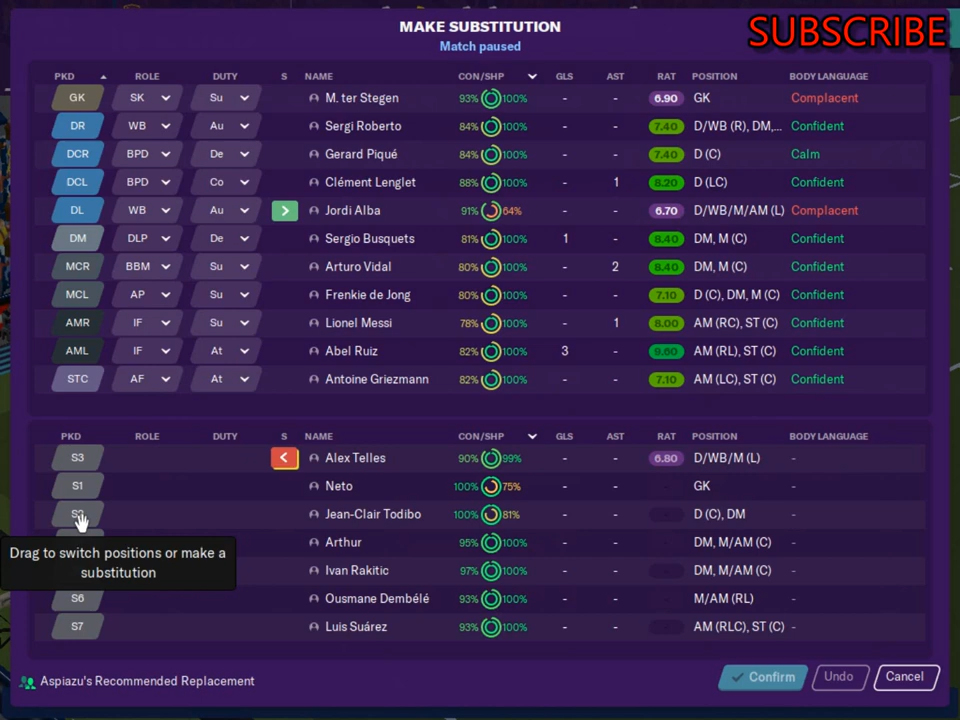 MAKE SUBSTITUTION
SUBSCRIBE
Match paused
PKD ROLE DUTY S NAME CON/SHP GLS AST RAT POSITION BODY LANGUAGE
GK SK Su M. ter Stegen 93% 100% - - 6.90 GK Complacent
DR WB Au Sergi Roberto 84% 100% - - 7.40 D/WB (R), DM,... Confident
DCR BPD De Gerard Piqué 84% 100% - - 7.40 D (C) Calm
DCL BPD Co Clément Lenglet 88% 100% - 1 8.20 D (LC) Confident
DL WB Au Jordi Alba 91% 64% - - 6.70 D/WB/M/AM (L) Complacent
DM DLP De Sergio Busquets 81% 100% 1 - 8.40 DM, M (C) Confident
MCR BBM Su Arturo Vidal 80% 100% - 2 8.40 DM, M (C) Confident
MCL AP Su Frenkie de Jong 80% 100% - - 7.10 D (C), DM, M (C) Confident
AMR IF Su Lionel Messi 78% 100% - 1 8.00 AM (RC), ST (C) Confident
AML IF At Abel Ruiz 82% 100% 3 - 9.60 AM (RL), ST (C) Confident
STC AF At Antoine Griezmann 82% 100% - - 7.10 AM (LC), ST (C) Confident
PKD ROLE DUTY S NAME CON/SHP GLS AST RAT POSITION BODY LANGUAGE
S3 Alex Telles 90% 99% - - 6.80 D/WB/M (L) -
S1 Neto 100% 75% - - - GK -
Jean-Clair Todibo 100% 81% - - - D (C), DM -
Arthur 95% 100% - - - DM, M/AM (C) -
Ivan Rakitic 97% 100% - - - DM, M/AM (C) -
S6 Ousmane Dembélé 93% 100% - - - M/AM (RL) -
S7 Luis Suárez 93% 100% - - - AM (RLC), ST (C) -
Drag to switch positions or make a
substitution
Aspiazu's Recommended Replacement
Confirm Undo Cancel